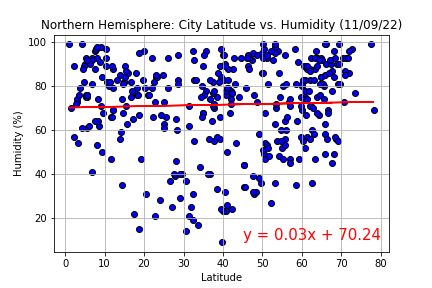 Northern Hemisphere: City Latitude vs. Humidity (11/09/22)
100
80
60
40
20
Humidity (%)
y = 0.03x + 70.24
0 10 20 30 40 50 60 70 80
Latitude